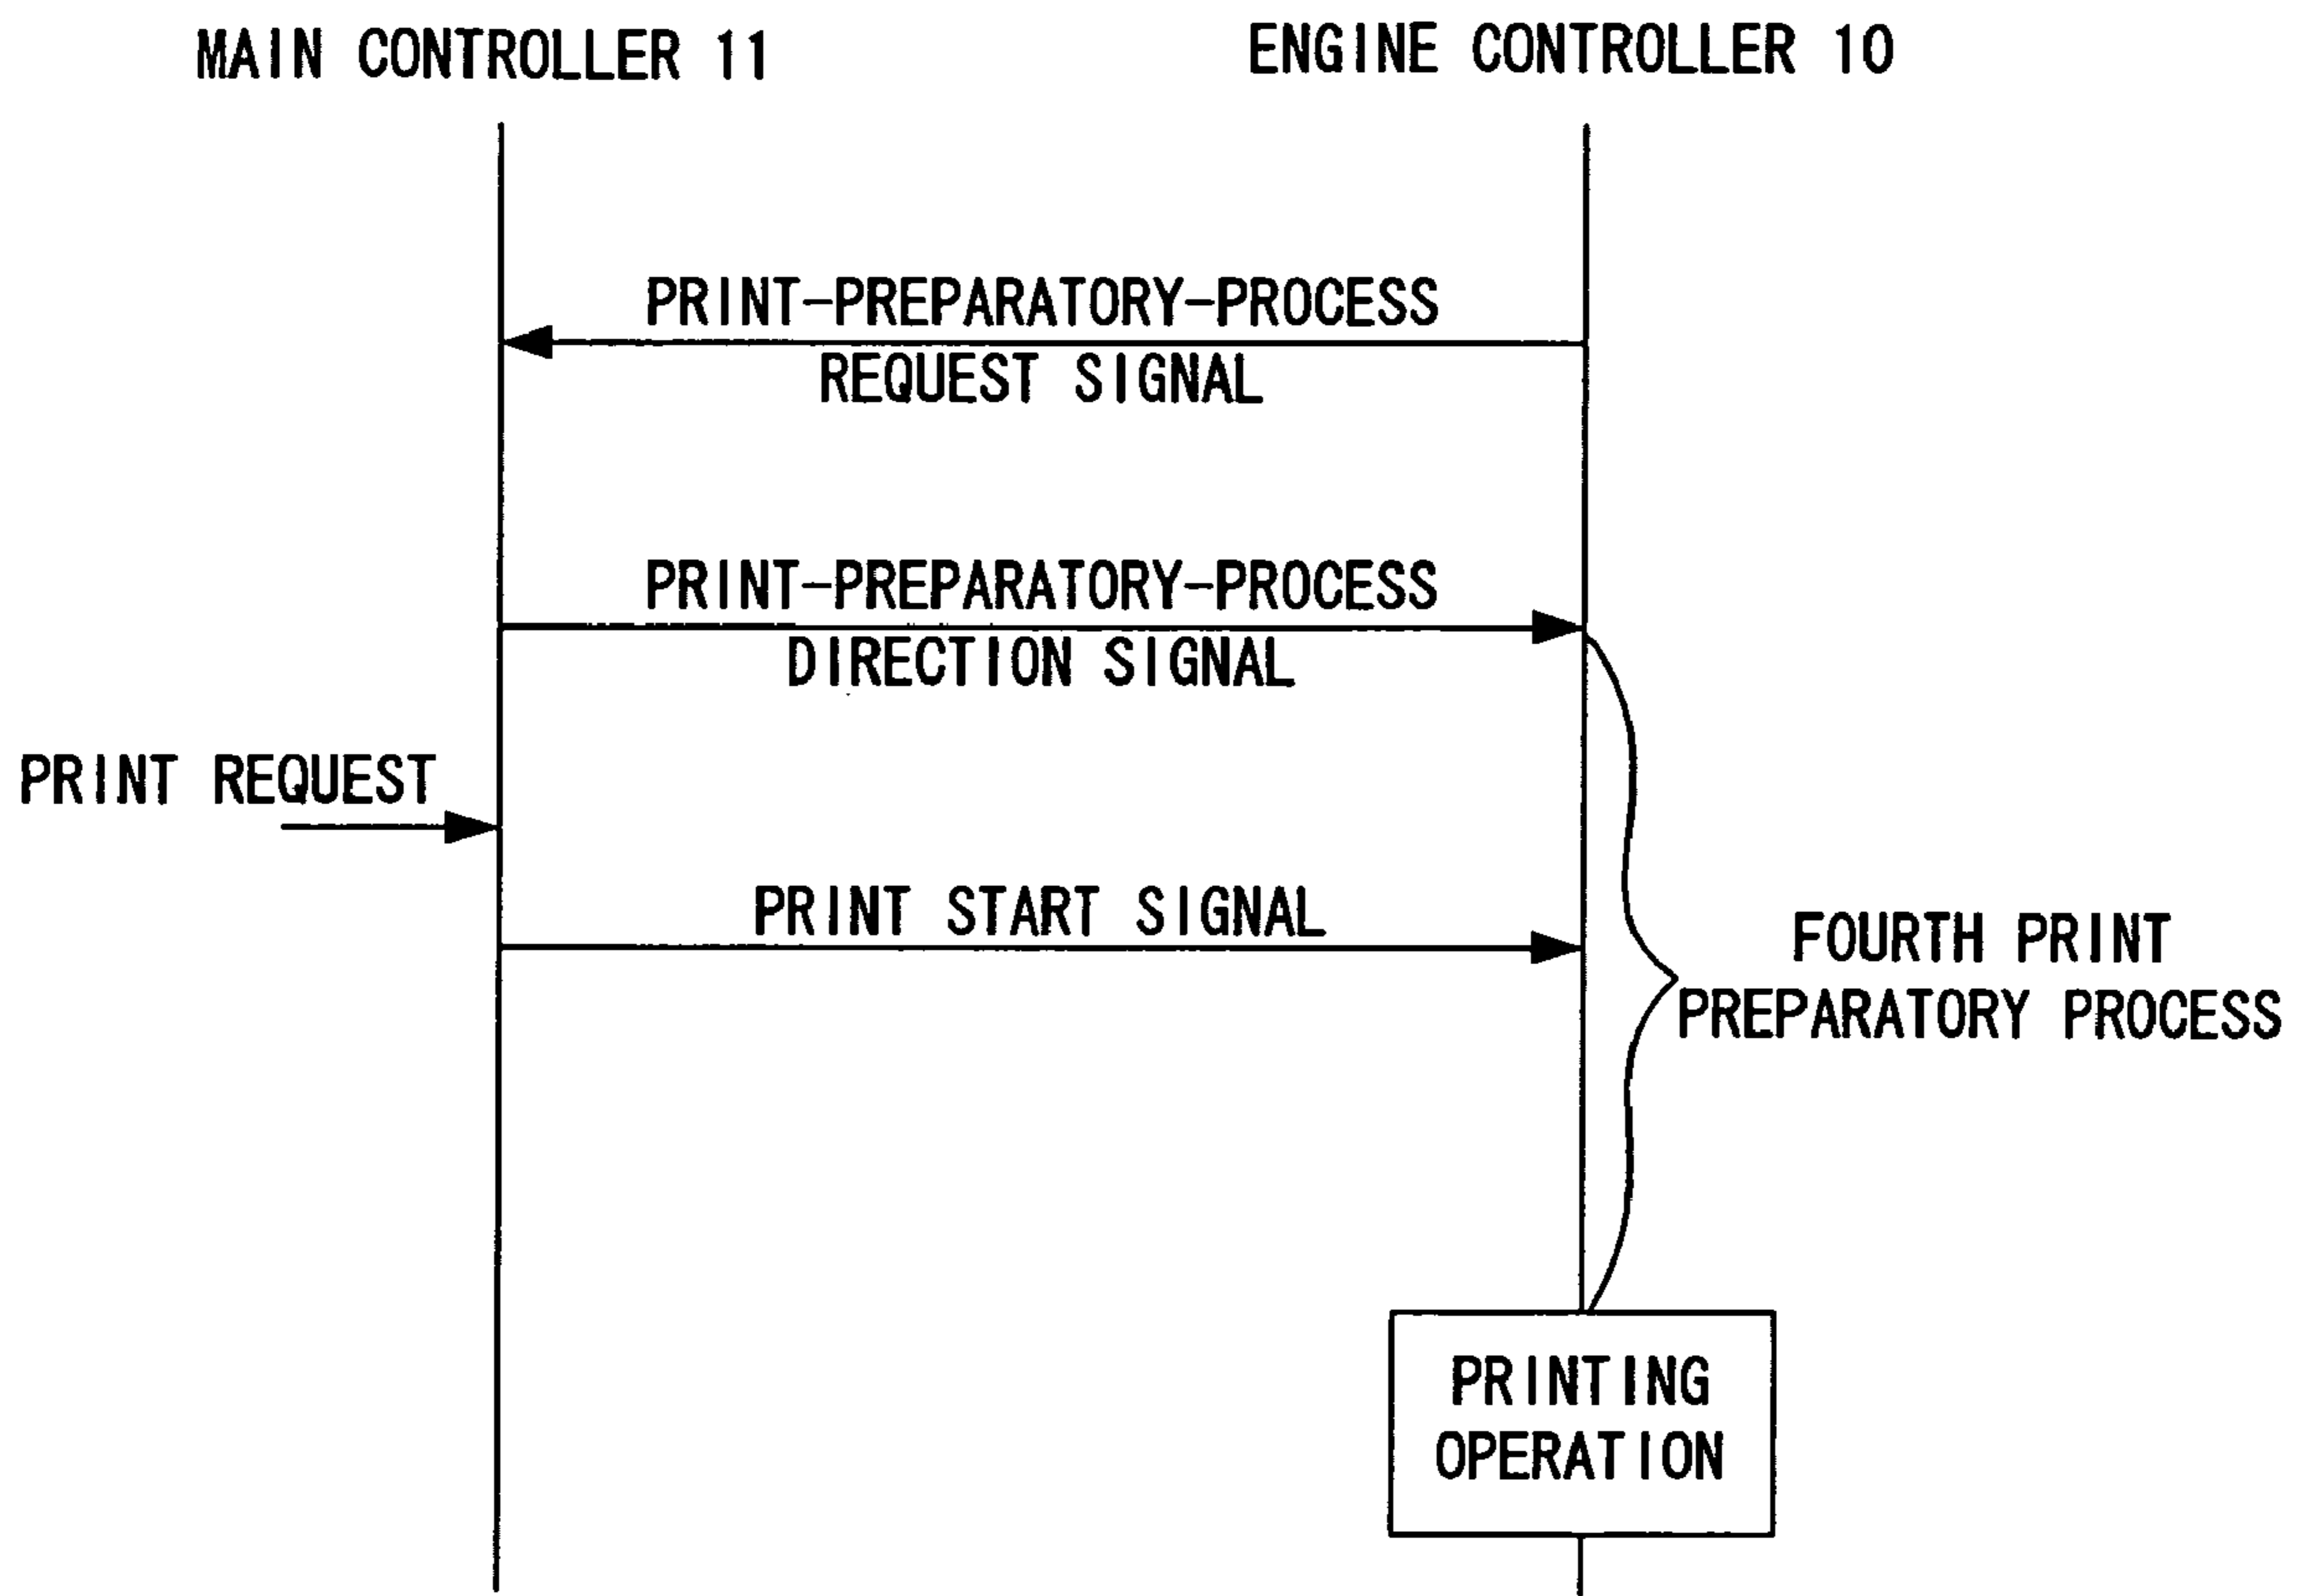 MAIN CONTROLLER 11
ENGINE CONTROLLER 10
PRINT-PREPARATORY-PROCESS
REQUEST SIGNAL
PRINT-PREPARATORY-PROCESS
DIRECTION SIGNAL
PRINT REQUEST
PRINT START SIGNAL
FOURTH PRINT
PREPARATORY PROCESS
PRINTING
OPERATION